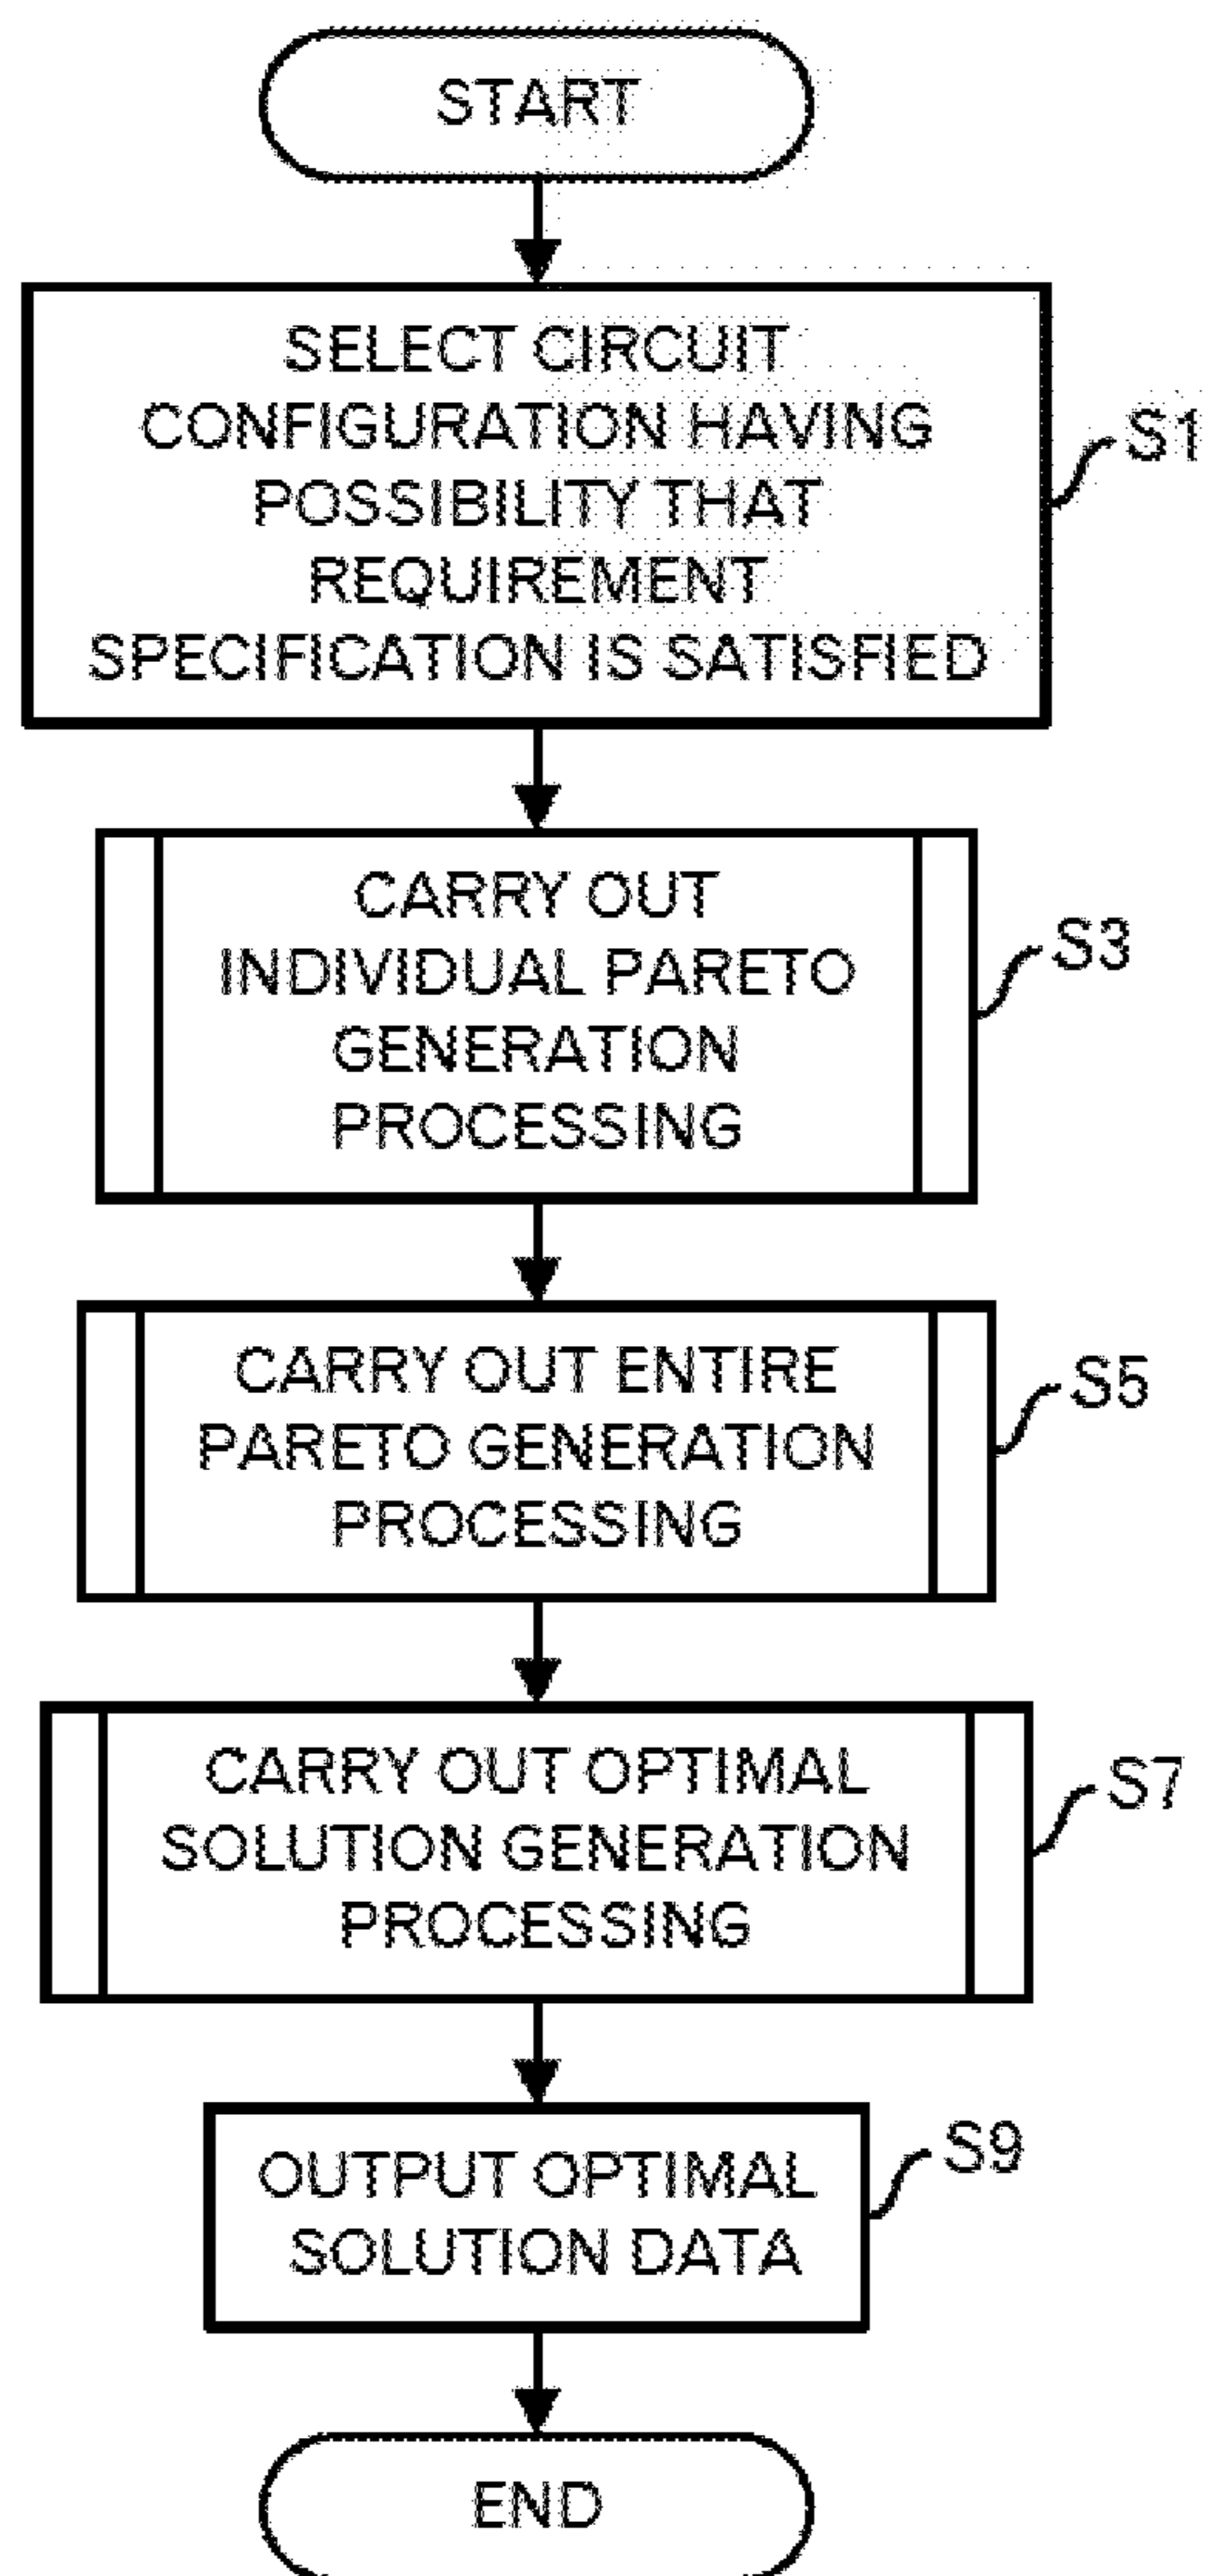 START
SELECT CIRCUIT
CONFIGURATION HAVING
POSSIBILITY THAT
REQUIREMENT
SPECIFICATION IS SATISFIED
S1
CARRY OUT
INDIVIDUAL PARETO
GENERATION
PROCESSING
S3
CARRY OUT ENTIRE
PARETO GENERATION
PROCESSING
S5
CARRY OUT OPTIMAL
SOLUTION GENERATION
PROCESSING
S7
OUTPUT OPTIMAL
SOLUTION DATA
S9
END